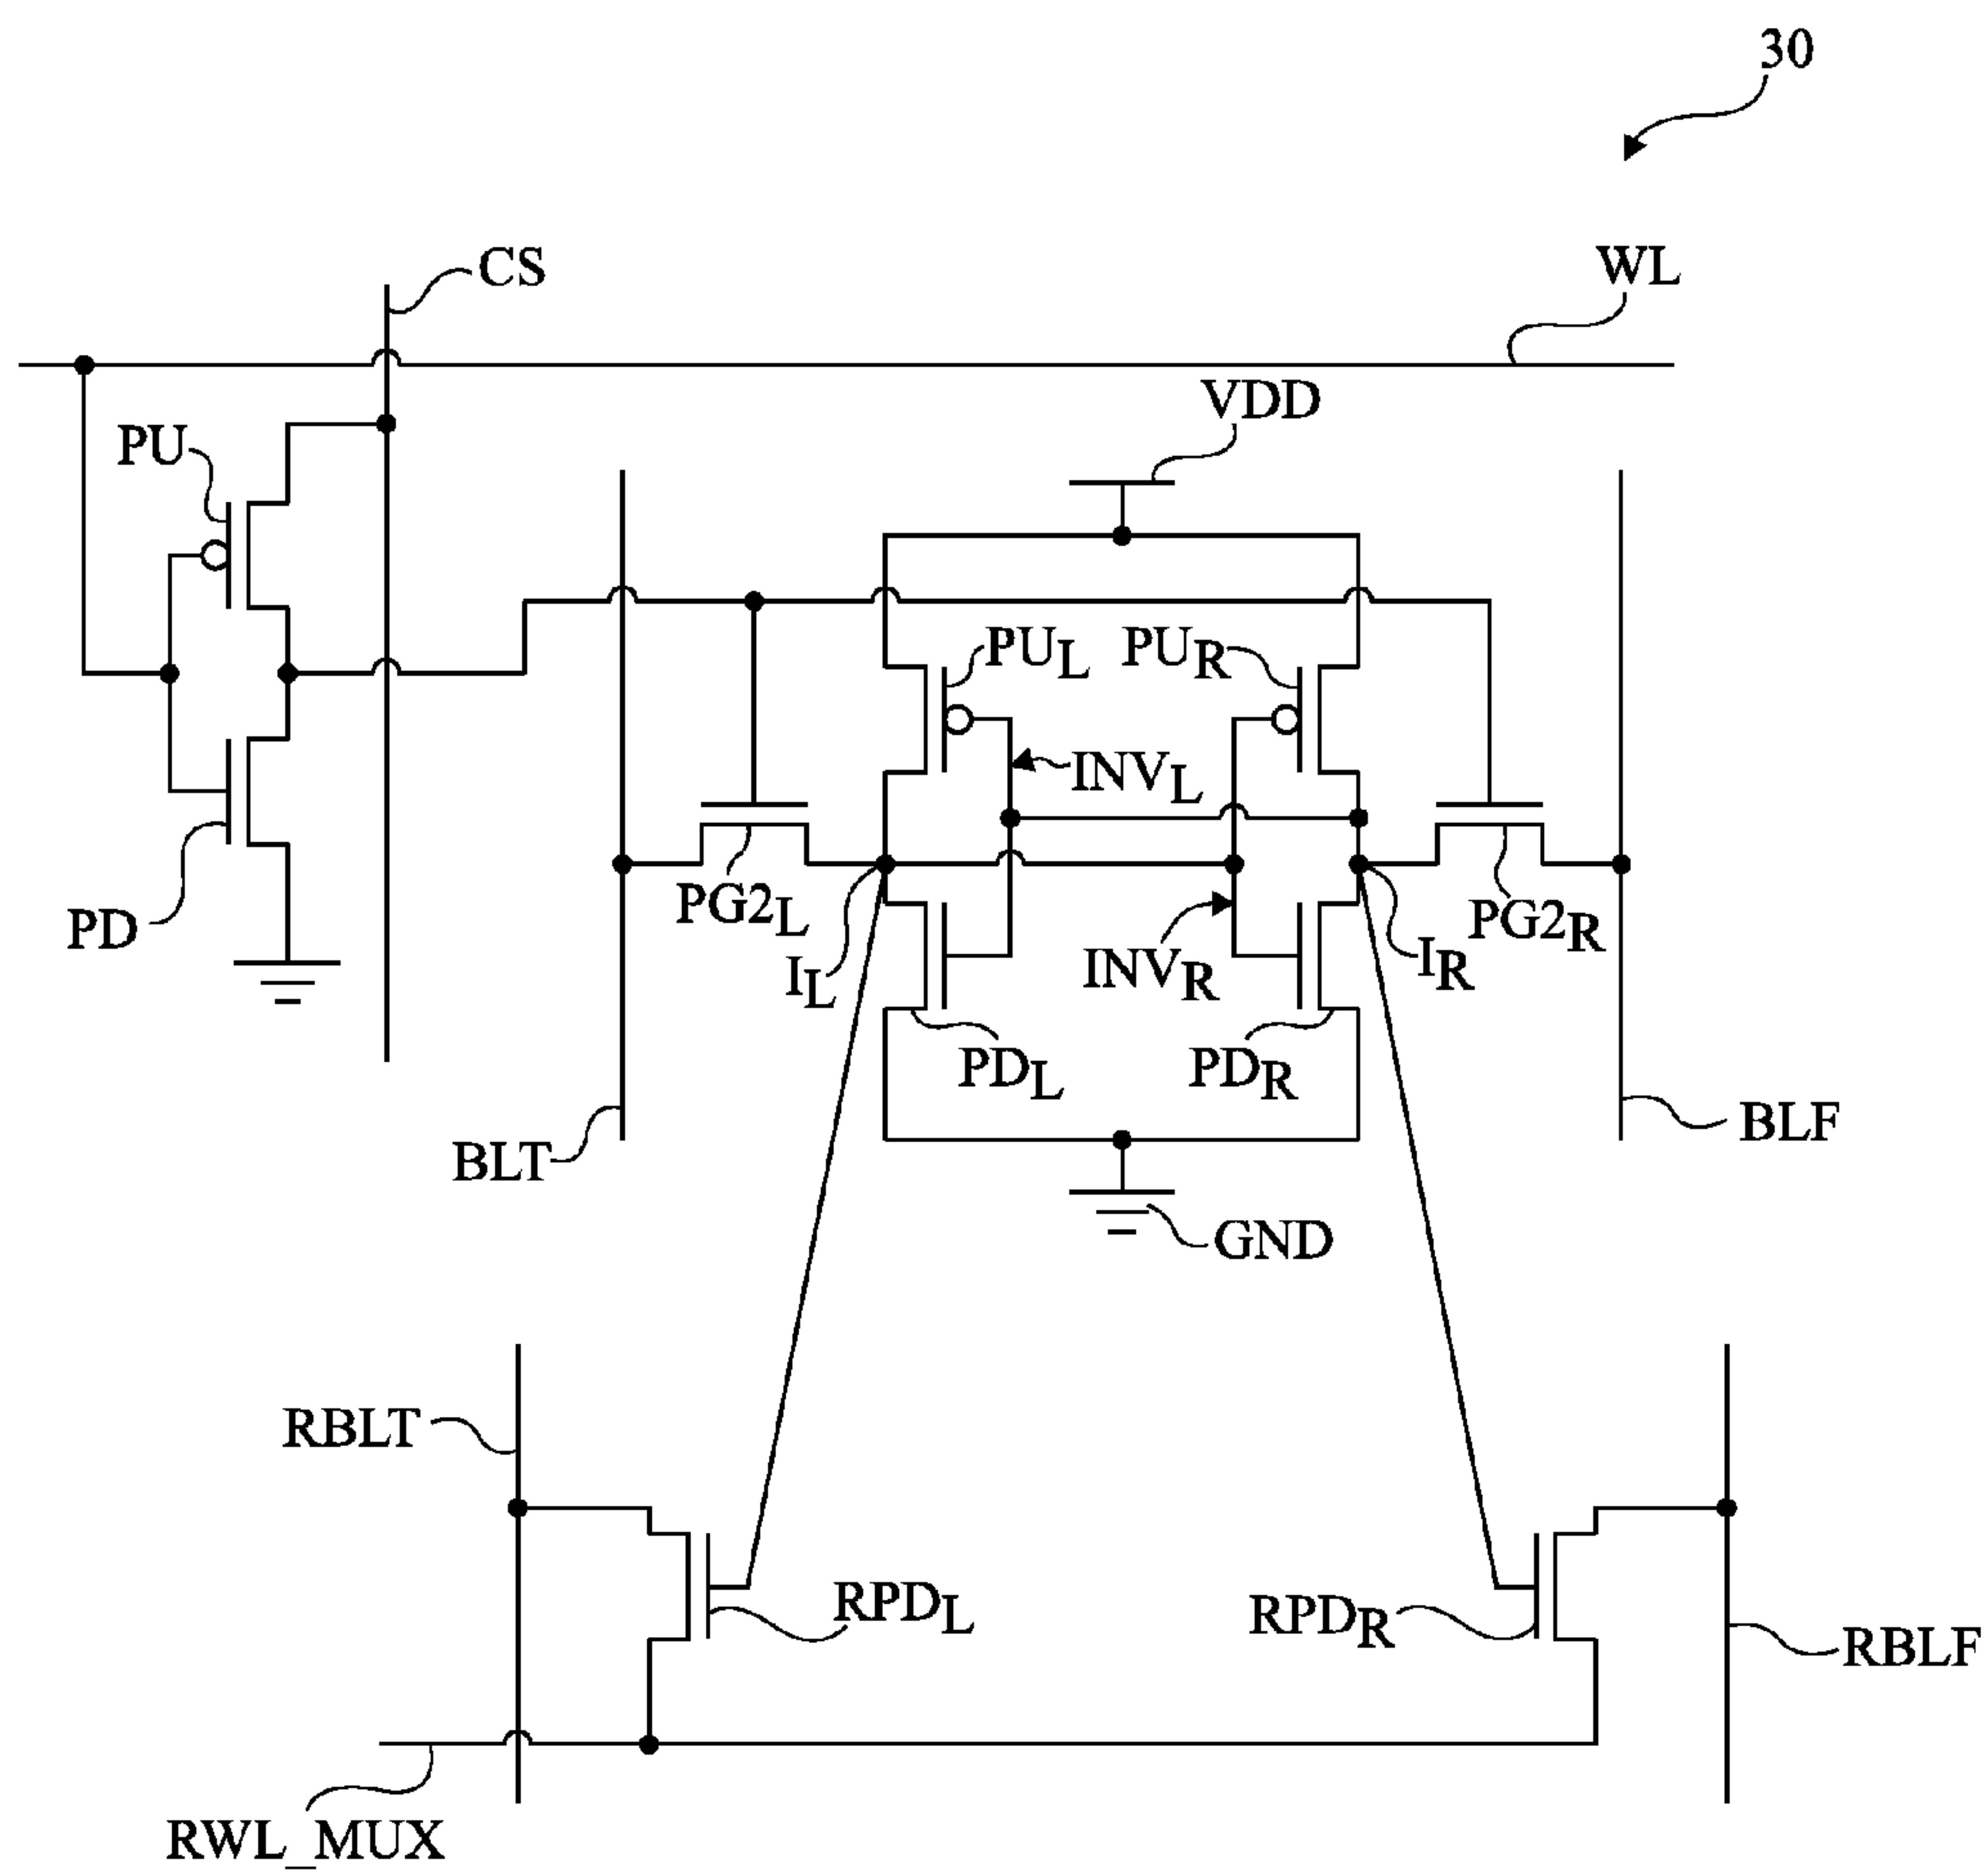 30
CS
WL
VDD
PU
PUL
PUR
INVL
PG2L
PG2R
PD
IL
INVR
IR
PDL
PDR
BLT
BLF
GND
RBLT
RPDL
RPDR
RBLF
RWL_MUX